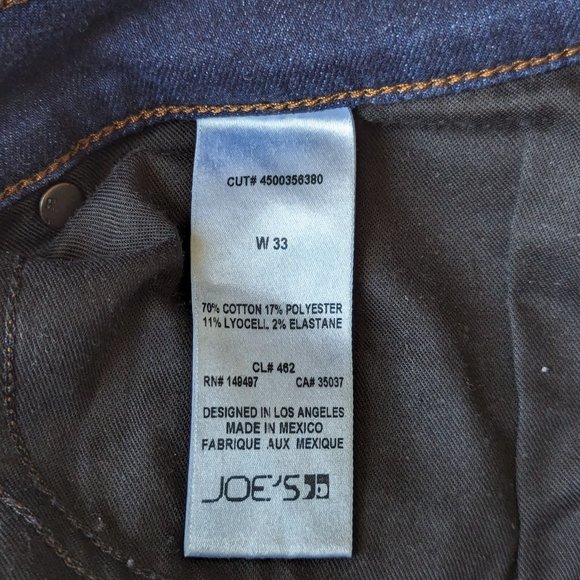 CUT# 4500356380
W 33
70% COTTON 17% POLYESTER
11% LYOCELL 2% ELASTANE
CL# 462
RN# 149497 CA# 35037
DESIGNED IN LOS ANGELES
MADE IN MEXICO
FABRIQUE AUX MEXIQUE
JOE'S